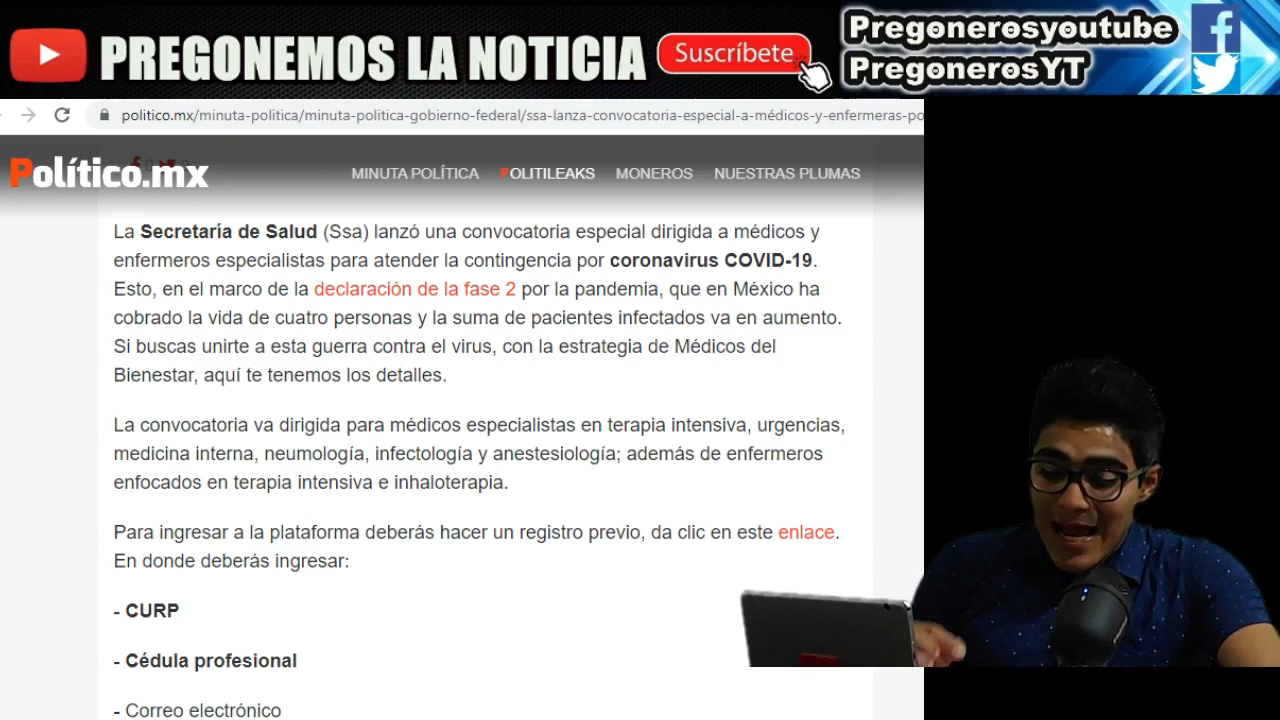 PREGONEMOS LA NOTICIA
Suscríbete
Pregonerosyoutube
PregonerosYT
politico.mx/minuta-politica/minuta-politica-gobierno-federal/ssa-lanza-convocatoria-especial-a-médicos-y-enfermeras-po
Político.mx
MINUTA POLÍTICA
POLITILEAKS
MONEROS
NUESTRAS PLUMAS
La Secretaría de Salud (Ssa) lanzó una convocatoria especial dirigida a médicos y
enfermeros especialistas para atender la contingencia por coronavirus COVID-19.
Esto, en el marco de la declaración de la fase 2 por la pandemia, que en México ha
cobrado la vida de cuatro personas y la suma de pacientes infectados va en aumento.
Si buscas unirte a esta guerra contra el virus, con la estrategia de Médicos del
Bienestar, aquí te tenemos los detalles.
La convocatoria va dirigida para médicos especialistas en terapia intensiva, urgencias,
medicina interna, neumología, infectología y anestesiología; además de enfermeros
enfocados en terapia intensiva e inhaloterapia.
Para ingresar a la plataforma deberás hacer un registro previo, da clic en este enlace.
En donde deberás ingresar:
- CURP
- Cédula profesional
- Correo electrónico